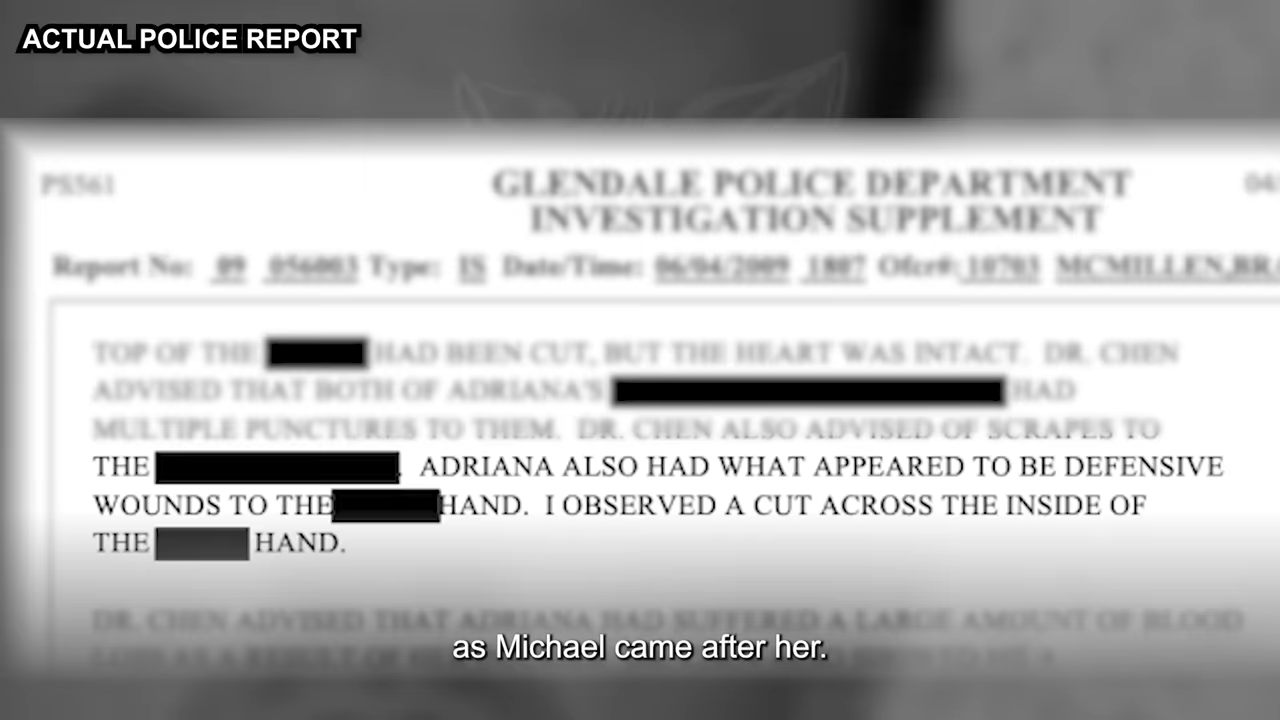 ACTUAL POLICE REPORT
PS561
GLENDALE POLICE DEPARTMENT
INVESTIGATION SUPPLEMENT
Report No: 09 056003 Type: IS Date/Time: 06/04/2009 1807 Ofcr#: 10703 MCMILLEN,BRA
TOP OF THE HAD BEEN CUT, BUT THE HEART WAS INTACT. DR. CHEN
ADVISED THAT BOTH OF ADRIANA'S HAD
MULTIPLE PUNCTURES TO THEM. DR. CHEN ALSO ADVISED OF SCRAPES TO
THE . ADRIANA ALSO HAD WHAT APPEARED TO BE DEFENSIVE
WOUNDS TO THE HAND. I OBSERVED A CUT ACROSS THE INSIDE OF
THE HAND.
DR. CHEN ADVISED THAT ADRIANA HAD SUFFERED A LARGE AMOUNT OF BLOOD
as Michael came after her.